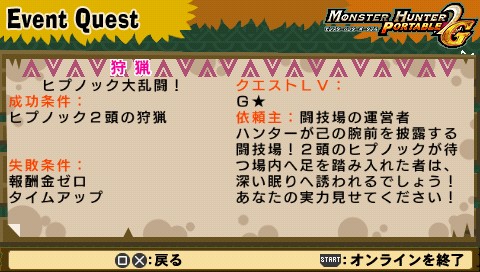 Event Quest
MONSTER HUNTER
PORTABLE 2nd G
狩猟
ヒプノック大乱闘！
成功条件：
ヒプノック２頭の狩猟
失敗条件：
報酬金ゼロ
タイムアップ
クエストＬＶ：
Ｇ★
依頼主：闘技場の運営者
ハンターが己の腕前を披露する
闘技場！２頭のヒプノックが待
つ場内へ足を踏み入れた者は、
深い眠りへ誘われるでしょう！
あなたの実力見せてください！
□×:戻る
START:オンラインを終了